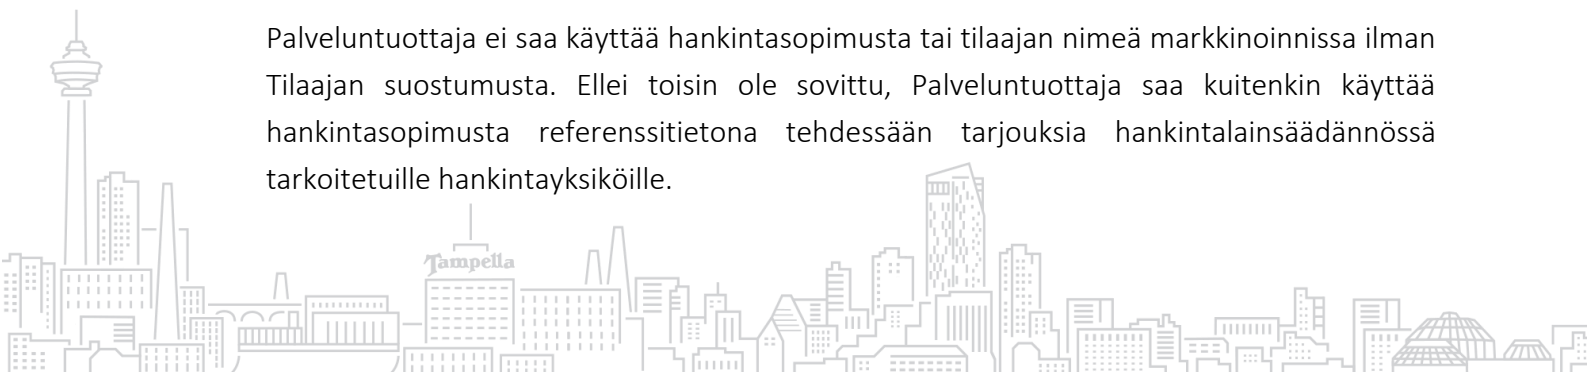 Palveluntuottaja ei saa käyttää hankintasopimusta tai tilaajan nimeä markkinoinnissa ilman
Tilaajan suostumusta. Ellei toisin ole sovittu, Palveluntuottaja saa kuitenkin käyttää
hankintasopimusta referenssitietona tehdessään tarjouksia hankintalainsäädännössä
tarkoitetuille hankintayksiköille.
Tampella